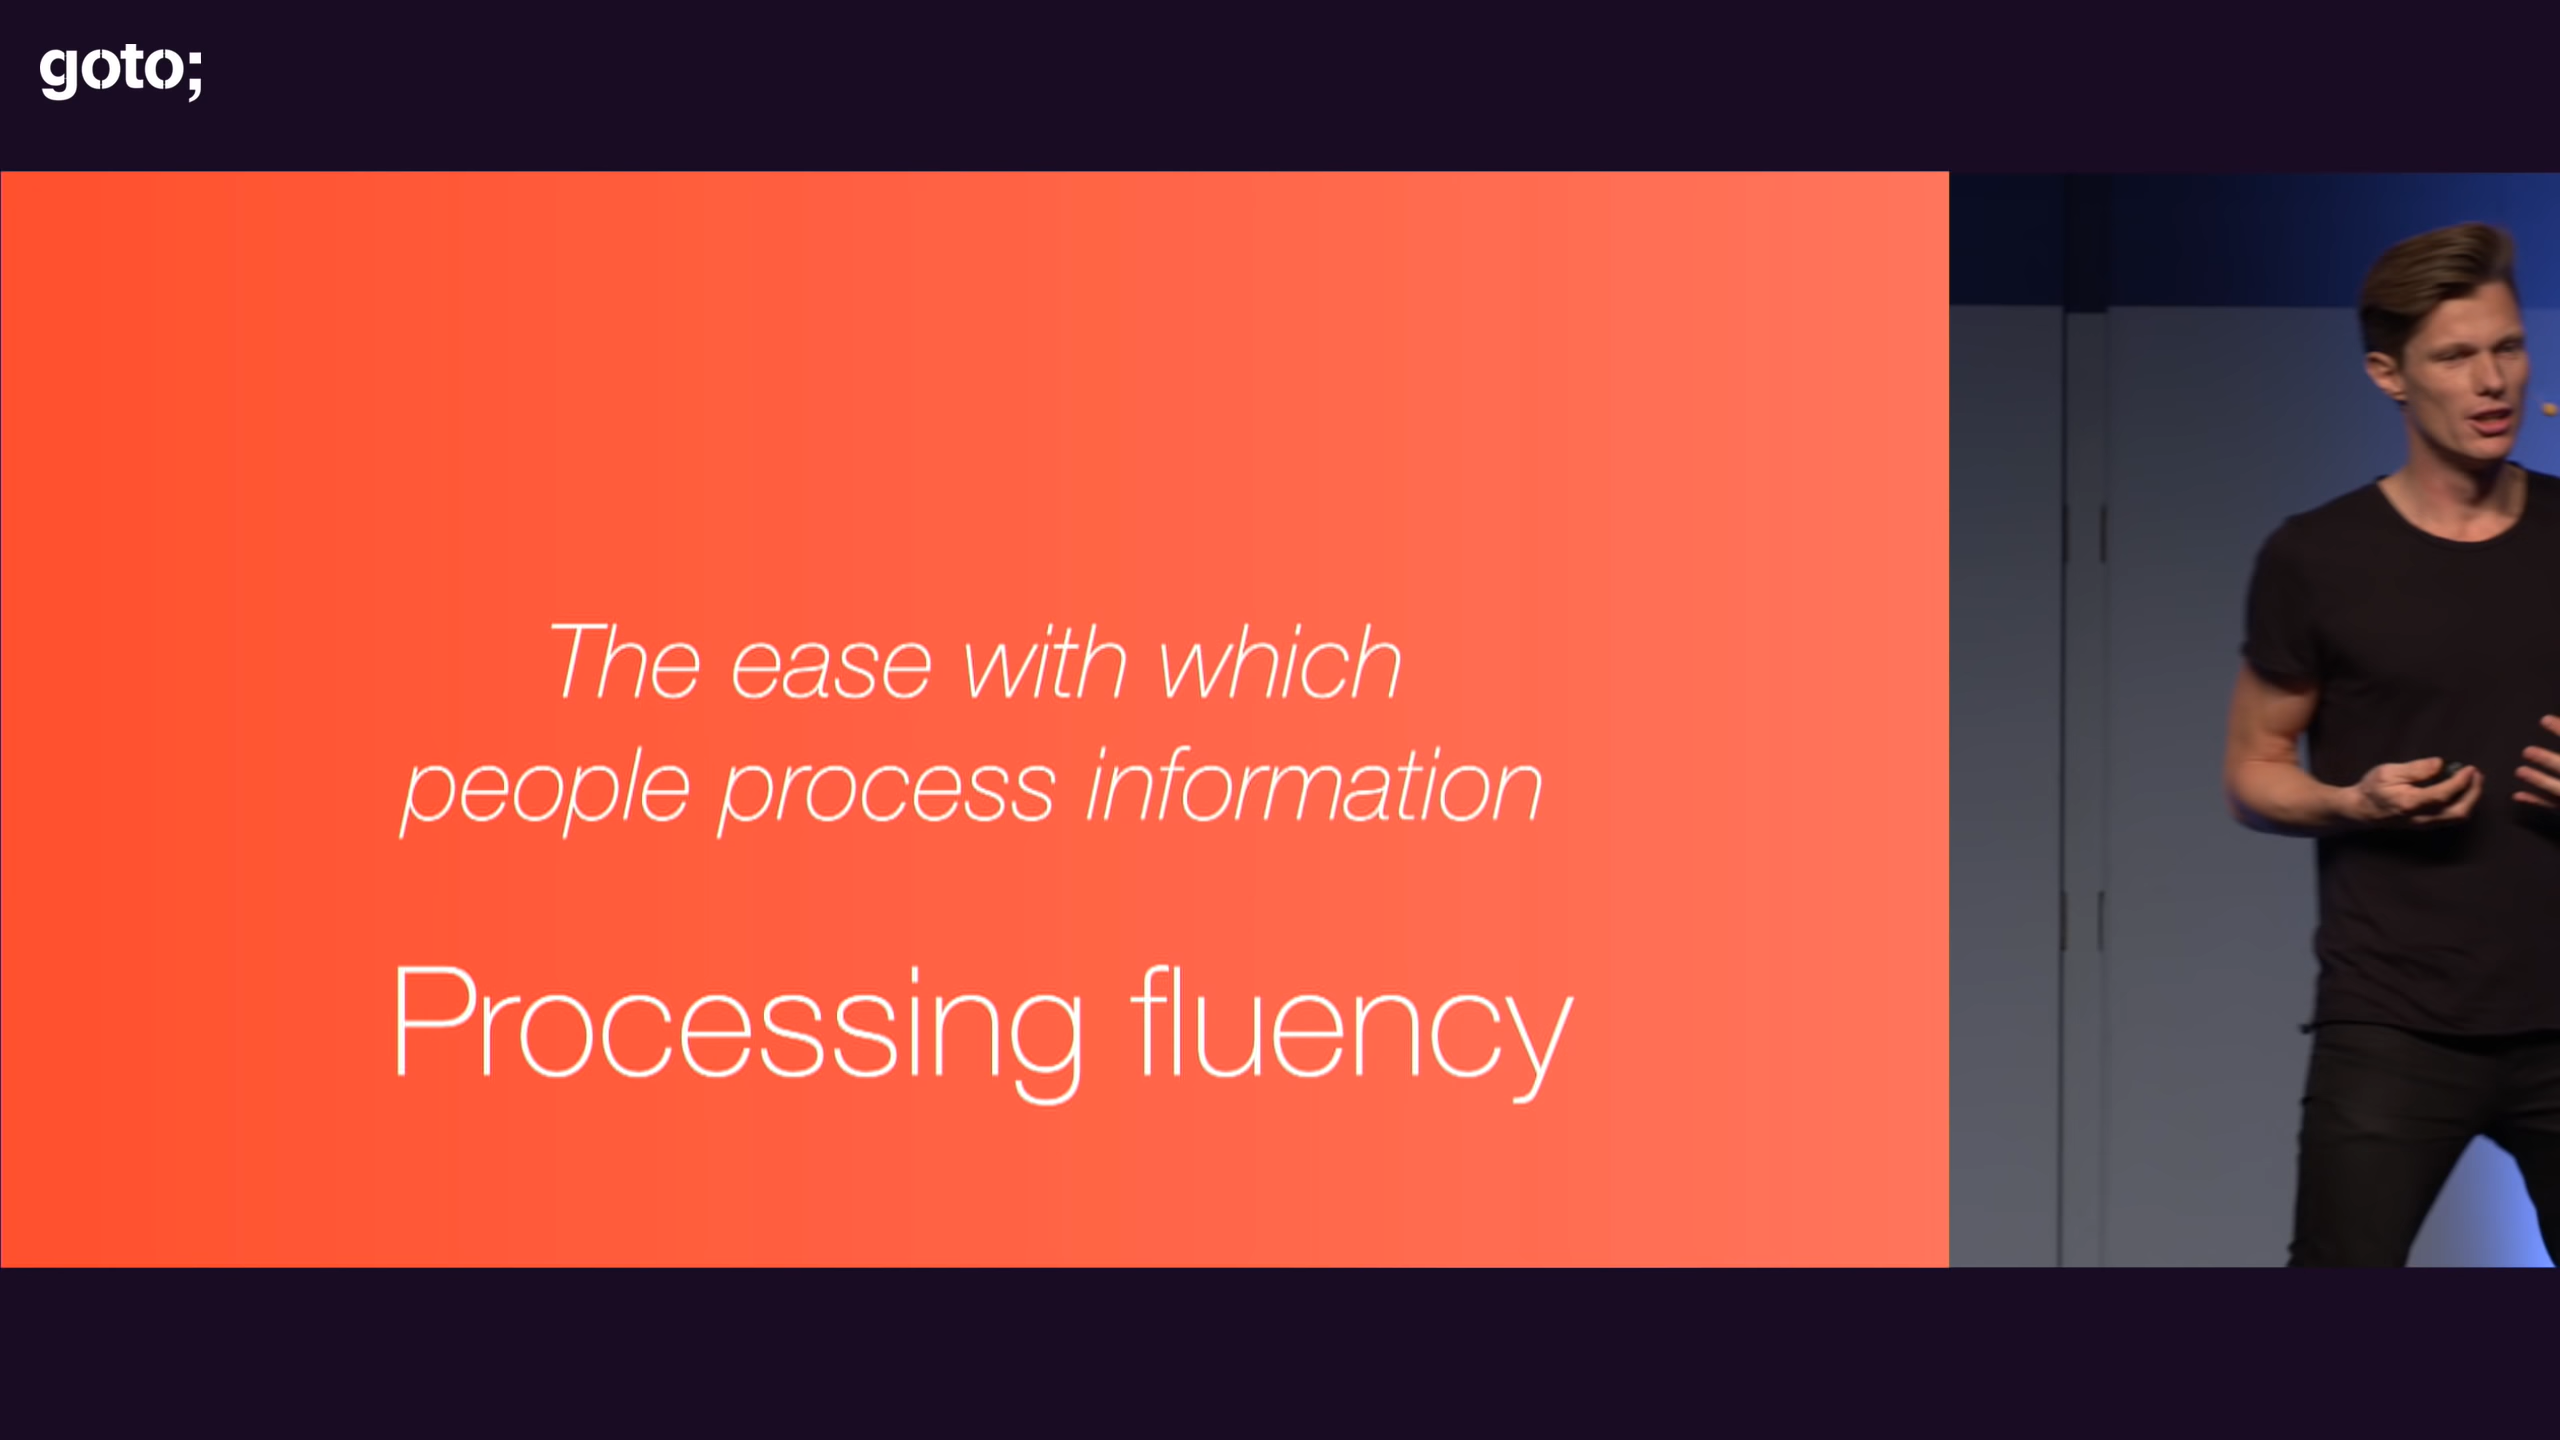 goto;
The ease with which
people process information
Processing fluency